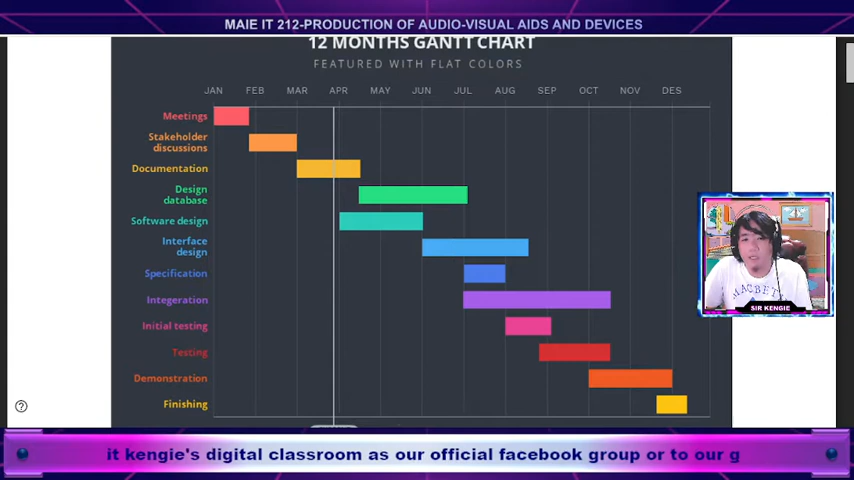 MAIE IT 212-PRODUCTION OF AUDIO-VISUAL AIDS AND DEVICES
12 MONTHS GANTT CHART
FEATURED WITH FLAT COLORS
JAN FEB MAR APR MAY JUN JUL AUG SEP OCT NOV DES
Meetings
Stakeholder
discussions
Documentation
Design
database
Software design
Interface
design
Specification
Integeration
Initial testing
Testing
Demonstration
Finishing
MACBETH
SIR KENGIE
it kengie's digital classroom as our official facebook group or to our g